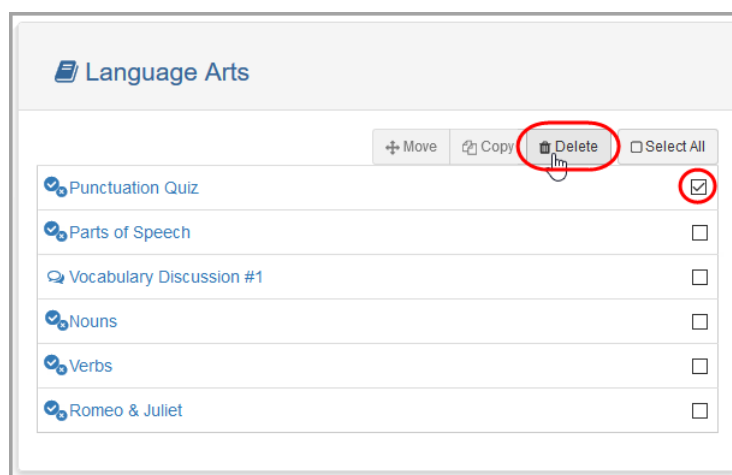 Language Arts
Move Copy Delete Select All
Punctuation Quiz
Parts of Speech
Vocabulary Discussion #1
Nouns
Verbs
Romeo & Juliet